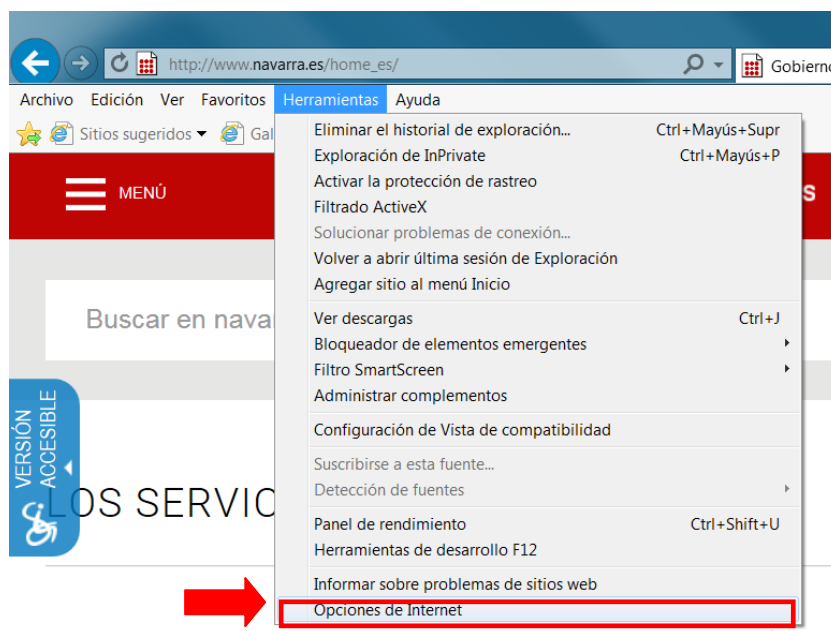 http://www.navarra.es/home_es/
Gobierno
Archivo Edición Ver Favoritos Herramientas Ayuda
Sitios sugeridos Gal
Eliminar el historial de exploración... Ctrl+Mayús+Supr
Exploración de InPrivate Ctrl+Mayús+P
Activar la protección de rastreo
Filtrado ActiveX
Solucionar problemas de conexión...
Volver a abrir última sesión de Exploración
Agregar sitio al menú Inicio
Ver descargas Ctrl+J
Bloqueador de elementos emergentes
Filtro SmartScreen
Administrar complementos
Configuración de Vista de compatibilidad
Suscribirse a esta fuente...
Detección de fuentes
Panel de rendimiento Ctrl+Shift+U
Herramientas de desarrollo F12
Informar sobre problemas de sitios web
Opciones de Internet
MENÚ
S
Buscar en nava
VERSIÓN
ACCESIBLE
LOS SERVIC